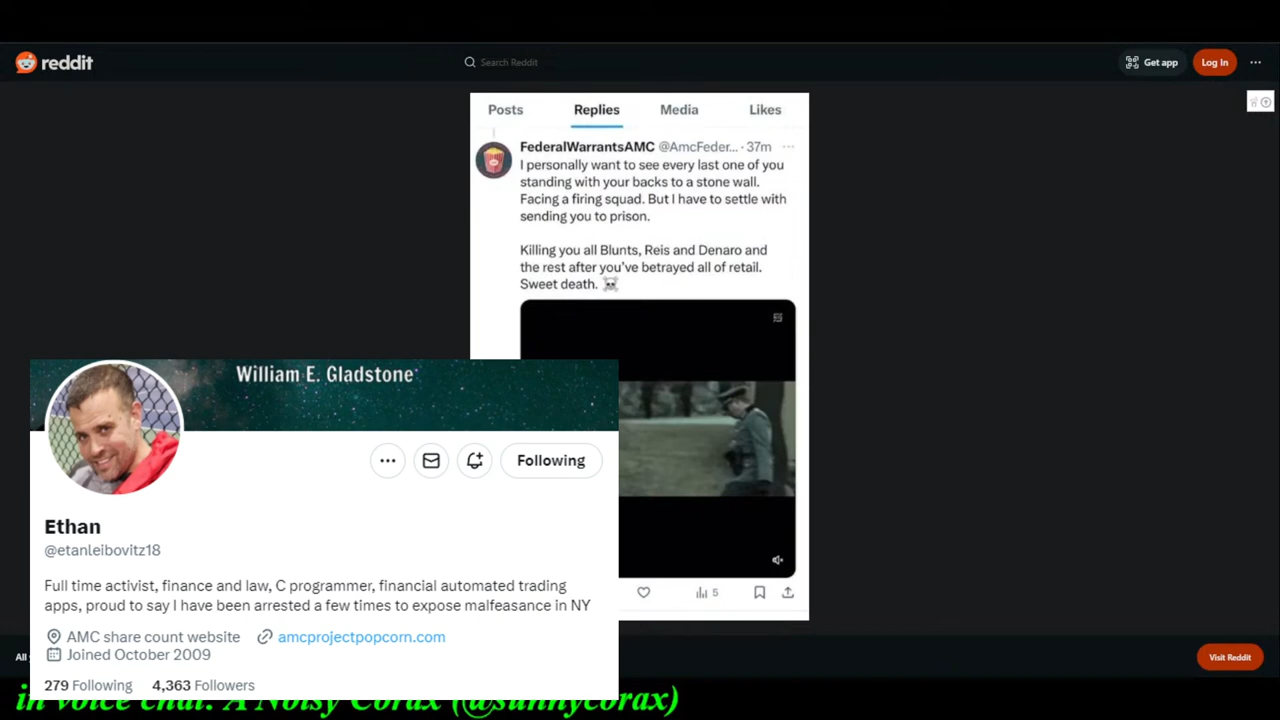 reddit
Search Reddit
Get app
Log In
Posts
Replies
Media
Likes
FederalWarrantsAMC @AmcFeder... · 37m
I personally want to see every last one of you
standing with your backs to a stone wall.
Facing a firing squad. But I have to settle with
sending you to prison.
Killing you all Blunts, Reis and Denaro and
the rest after you've betrayed all of retail.
Sweet death. ☠️
5
William E. Gladstone
Following
Ethan
@etanleibovitz18
Full time activist, finance and law, C programmer, financial automated trading
apps, proud to say I have been arrested a few times to expose malfeasance in NY
AMC share count website
amcprojectpopcorn.com
Joined October 2009
279 Following
4,363 Followers
All
Visit Reddit
in voice chat: A Noisy Corax (@sunnycorax)